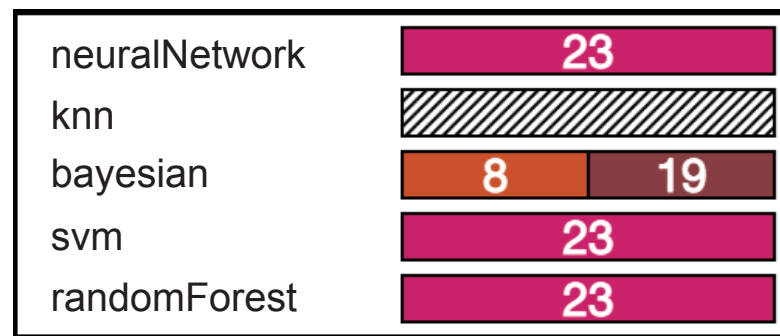 neuralNetwork 23
knn
bayesian 8 19
svm 23
randomForest 23